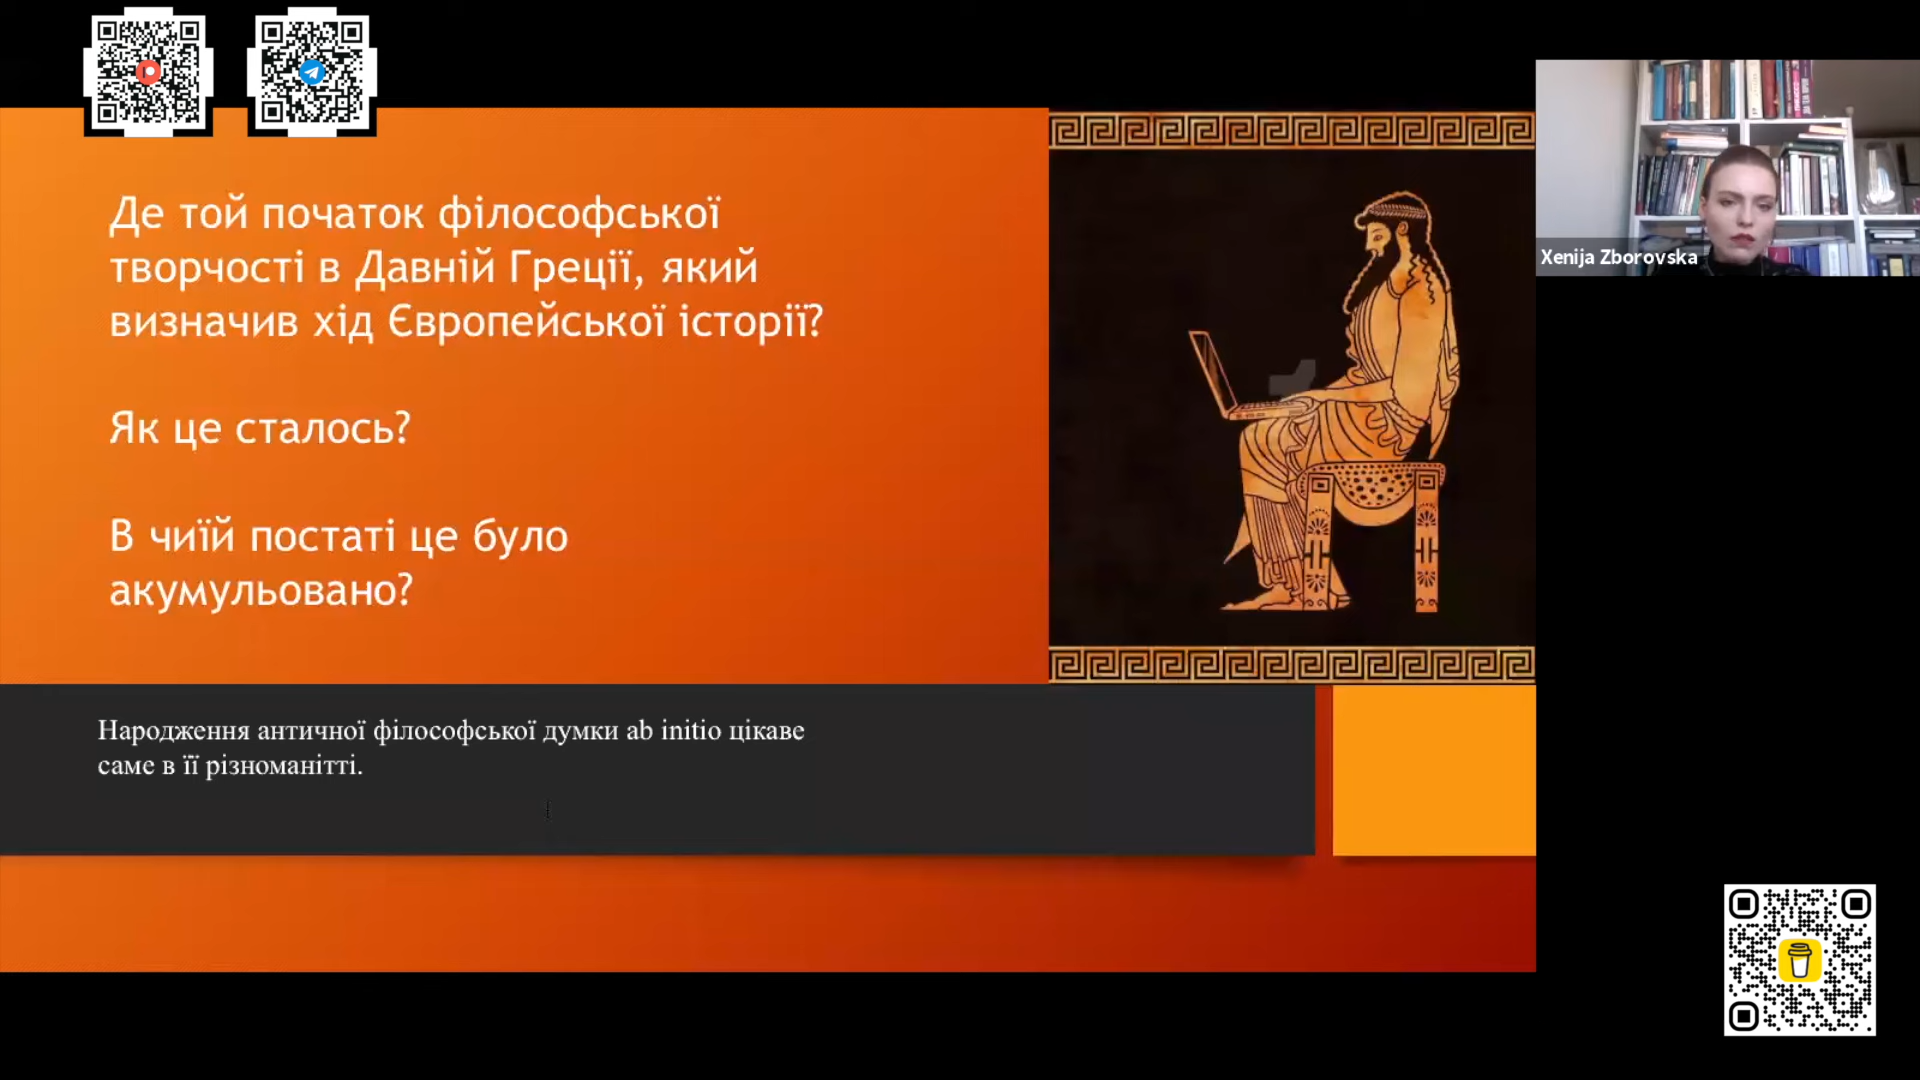 Де той початок філософської
творчості в Давній Греції, який
визначив хід Європейської історії?
Як це сталось?
В чиїй постаті це було
акумульовано?
Народження античної філософської думки ab initio цікаве
саме в її різноманітті.
Xenija Zborovska